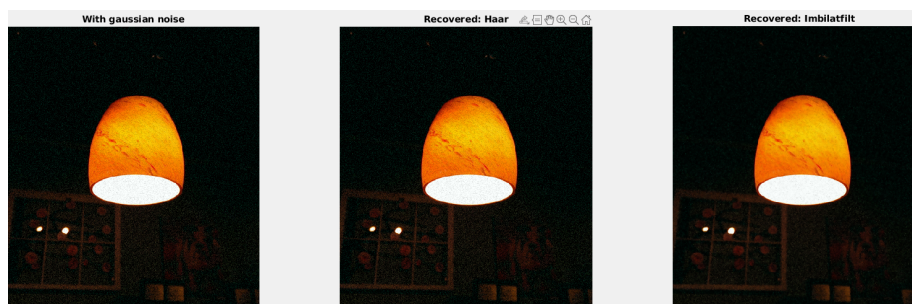 With gaussian noise
Recovered: Haar
Recovered: Imbilatfilt